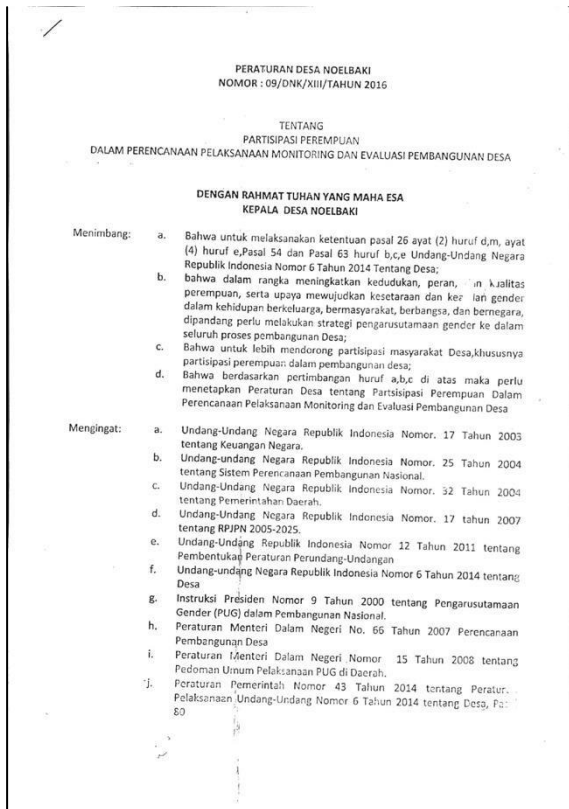 PERATURAN DESA NOELBAKI
NOMOR : 09/DNK/XIII/TAHUN 2016
TENTANG
PARTISIPASI PEREMPUAN
DALAM PERENCANAAN PELAKSANAAN MONITORING DAN EVALUASI PEMBANGUNAN DESA
DENGAN RAHMAT TUHAN YANG MAHA ESA
KEPALA DESA NOELBAKI
Menimbang: a. Bahwa untuk melaksanakan ketentuan pasal 26 ayat (2) huruf d,m, ayat
(4) huruf e,Pasal 54 dan Pasal 63 huruf b,c,e Undang-Undang Negara
Republik Indonesia Nomor 6 Tahun 2014 Tentang Desa;
b. bahwa dalam rangka meningkatkan kedudukan, peran, kualitas
perempuan, serta upaya mewujudkan kesetaraan dan gender
dalam kehidupan berkeluarga, bermasyarakat, berbangsa, dan bernegara,
dipandang perlu melakukan strategi pengarusutamaan gender ke dalam
seluruh proses pembangunan Desa;
c. Bahwa untuk lebih mendorong partisipasi masyarakat Desa,khususnya
partisipasi perempuan dalam pembangunan desa;
d. Bahwa berdasarkan pertimbangan huruf a,b,c di atas maka perlu
menetapkan Peraturan Desa tentang Partsisipasi Perempuan Dalam
Perencanaan Pelaksanaan Monitoring dan Evaluasi Pembangunan Desa
Mengingat: a. Undang-Undang Negara Republik Indonesia Nomor. 17 Tahun 2003
tentang Keuangan Negara.
b. Undang-undang Negara Republik Indonesia Nomor. 25 Tahun 2004
tentang Sistem Perencanaan Pembangunan Nasional.
c. Undang-Undang Negara Republik Indonesia Nomor. 32 Tahun 2004
tentang Pemerintahan Daerah.
d. Undang-Undang Negara Republik Indonesia Nomor. 17 tahun 2007
tentang RPJPN 2005-2025.
e. Undang-Undang Republik Indonesia Nomor 12 Tahun 2011 tentang
Pembentukan Peraturan Perundang-Undangan
f. Undang-undang Negara Republik Indonesia Nomor 6 Tahun 2014 tentang
Desa
g. Instruksi Presiden Nomor 9 Tahun 2000 tentang Pengarusutamaan
Gender (PUG) dalam Pembangunan Nasional.
h. Peraturan Menteri Dalam Negeri No. 66 Tahun 2007 Perencanaan
Pembangunan Desa
i. Peraturan Menteri Dalam Negeri Nomor 15 Tahun 2008 tentang
Pedoman Umum Pelaksanaan PUG di Daerah.
j. Peraturan Pemerintah Nomor 43 Tahun 2014 tentang
Pelaksanaan Undang-Undang Nomor 6 Tahun 2014 tentang Desa,
80